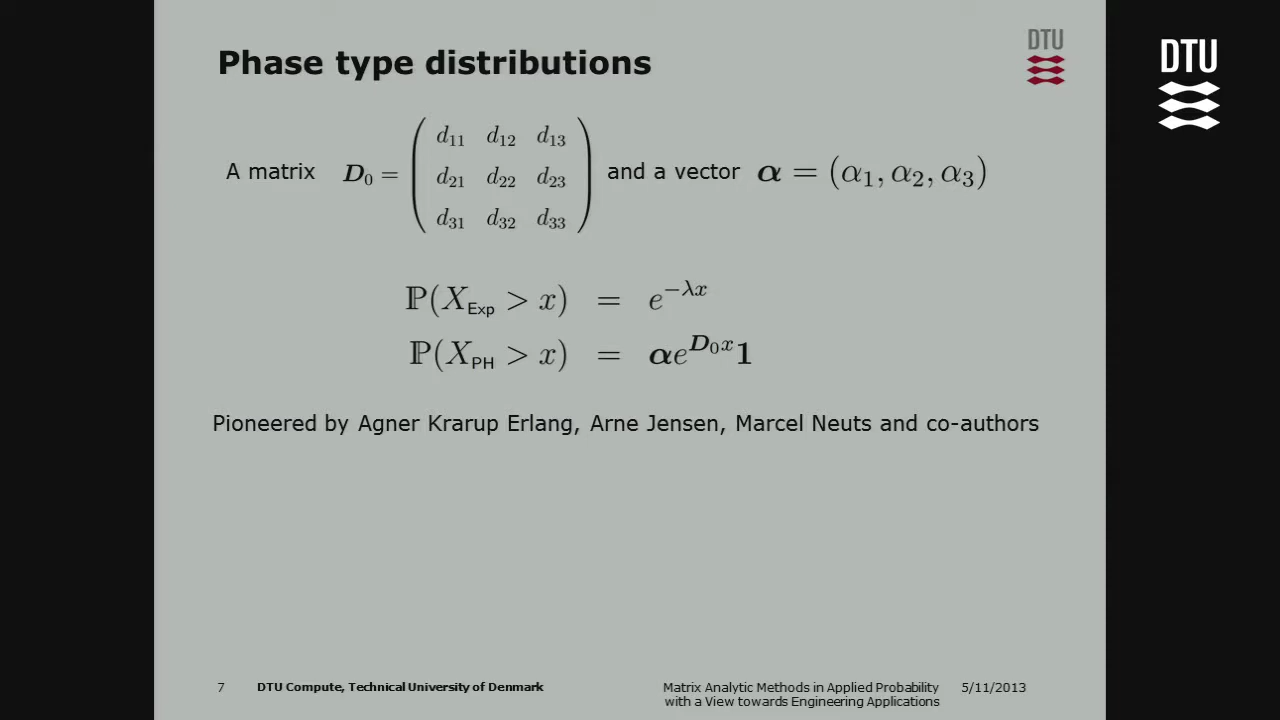 Phase type distributions
DTU
DTU
A matrix D₀ = ( d₁₁ d₁₂ d₁₃
d₂₁ d₂₂ d₂₃
d₃₁ d₃₂ d₃₃ ) and a vector α = (α₁, α₂, α₃)
ℙ(X_Exp > x) = e^{−λx}
ℙ(X_PH > x) = αe^{D₀x}1
Pioneered by Agner Krarup Erlang, Arne Jensen, Marcel Neuts and co-authors
7 DTU Compute, Technical University of Denmark
Matrix Analytic Methods in Applied Probability 5/11/2013
with a View towards Engineering Applications